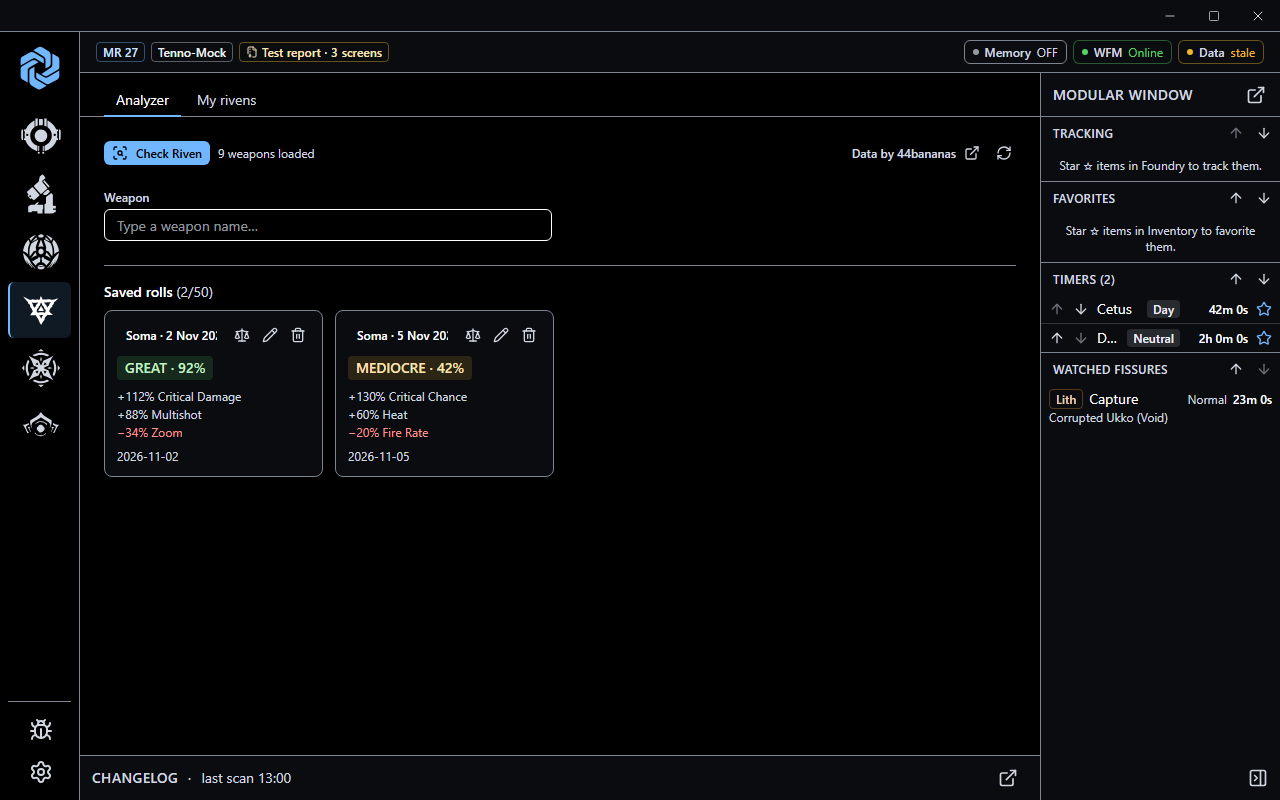 MR 27
Tenno-Mock
Test report · 3 screens
Memory OFF
WFM Online
Data stale
Analyzer
My rivens
Check Riven
9 weapons loaded
Data by 44bananas
Weapon
Type a weapon name...
Saved rolls (2/50)
Soma · 2 Nov 202
GREAT · 92%
+112% Critical Damage
+88% Multishot
−34% Zoom
2026-11-02
Soma · 5 Nov 202
MEDIOCRE · 42%
+130% Critical Chance
+60% Heat
−20% Fire Rate
2026-11-05
MODULAR WINDOW
TRACKING
Star ☆ items in Foundry to track them.
FAVORITES
Star ☆ items in Inventory to favorite
them.
TIMERS (2)
Cetus Day 42m 0s
D... Neutral 2h 0m 0s
WATCHED FISSURES
Lith Capture Normal 23m 0s
Corrupted Ukko (Void)
CHANGELOG · last scan 13:00